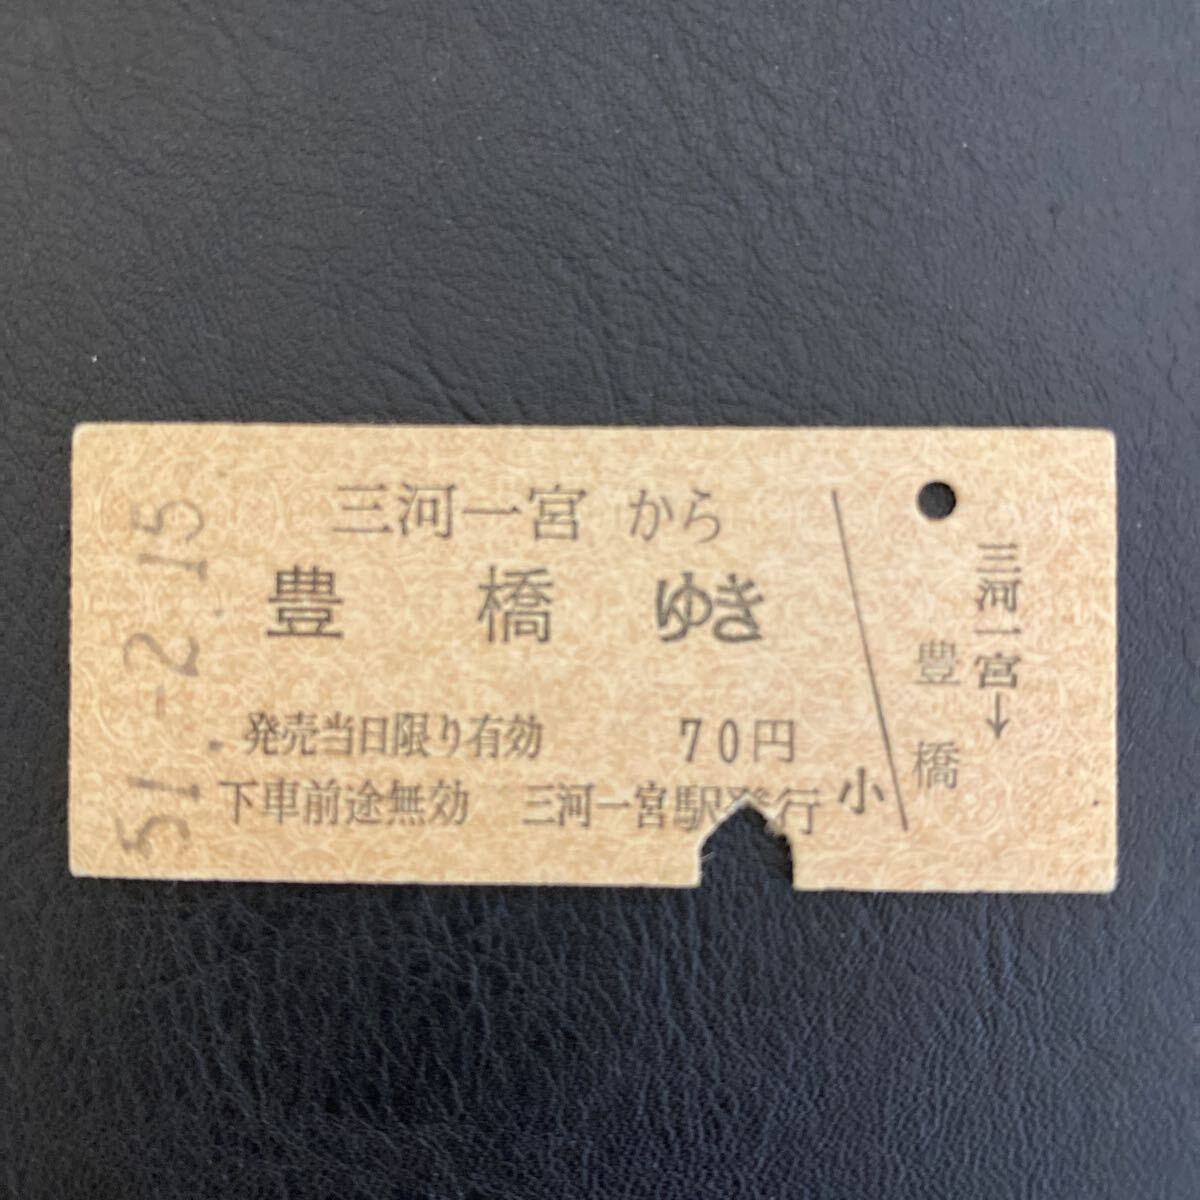 51.-2.15
三河一宮 から
豊橋 ゆき
発売当日限り有効 70円
下車前途無効 三河一宮駅発行
小
三河一宮→
豊橋